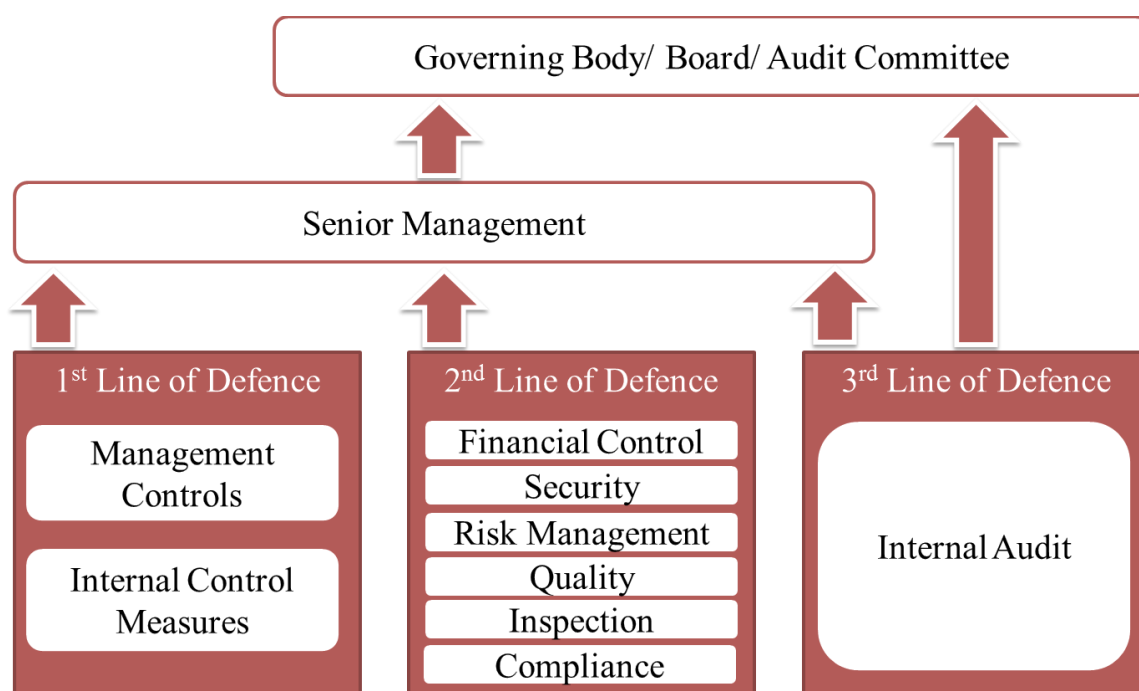 Governing Body/ Board/ Audit Committee
Senior Management
1st Line of Defence
Management
Controls
Internal Control
Measures
2nd Line of Defence
Financial Control
Security
Risk Management
Quality
Inspection
Compliance
3rd Line of Defence
Internal Audit